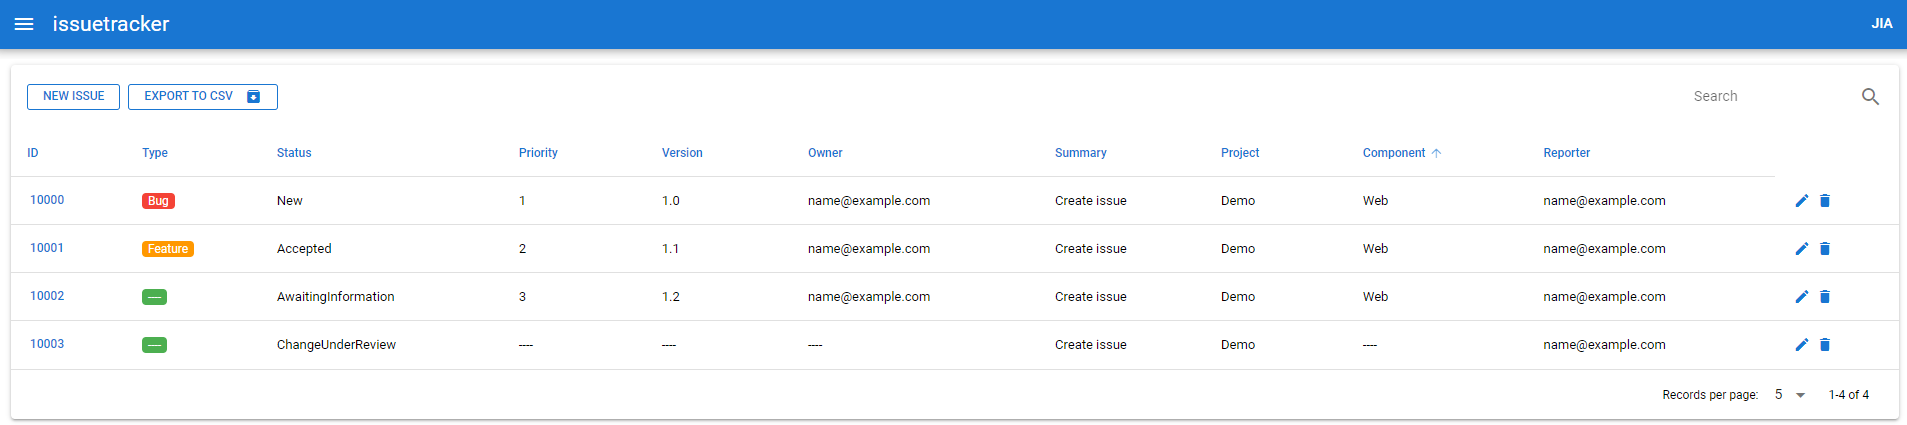 issuetracker JIA
NEW ISSUE EXPORT TO CSV Search
ID Type Status Priority Version Owner Summary Project Component Reporter
10000 Bug New 1 1.0 name@example.com Create issue Demo Web name@example.com
10001 Feature Accepted 2 1.1 name@example.com Create issue Demo Web name@example.com
10002 ---- AwaitingInformation 3 1.2 name@example.com Create issue Demo Web name@example.com
10003 ---- ChangeUnderReview ---- ---- ---- Create issue Demo ---- name@example.com
Records per page: 5 1-4 of 4